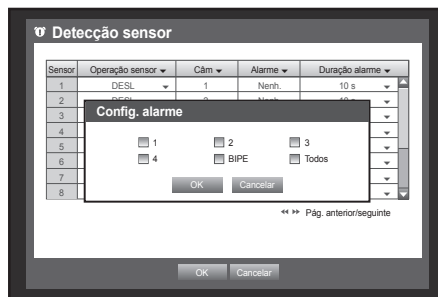 Detecção sensor
Sensor Operação sensor Câm Alarme Duração alarme
1 DESL 1 Nenh. 10 s
2
3
Config. alarme
4
5
1 2 3
6
4 BIPE Todos
7
8
OK Cancelar
Pág. anterior/seguinte
OK Cancelar